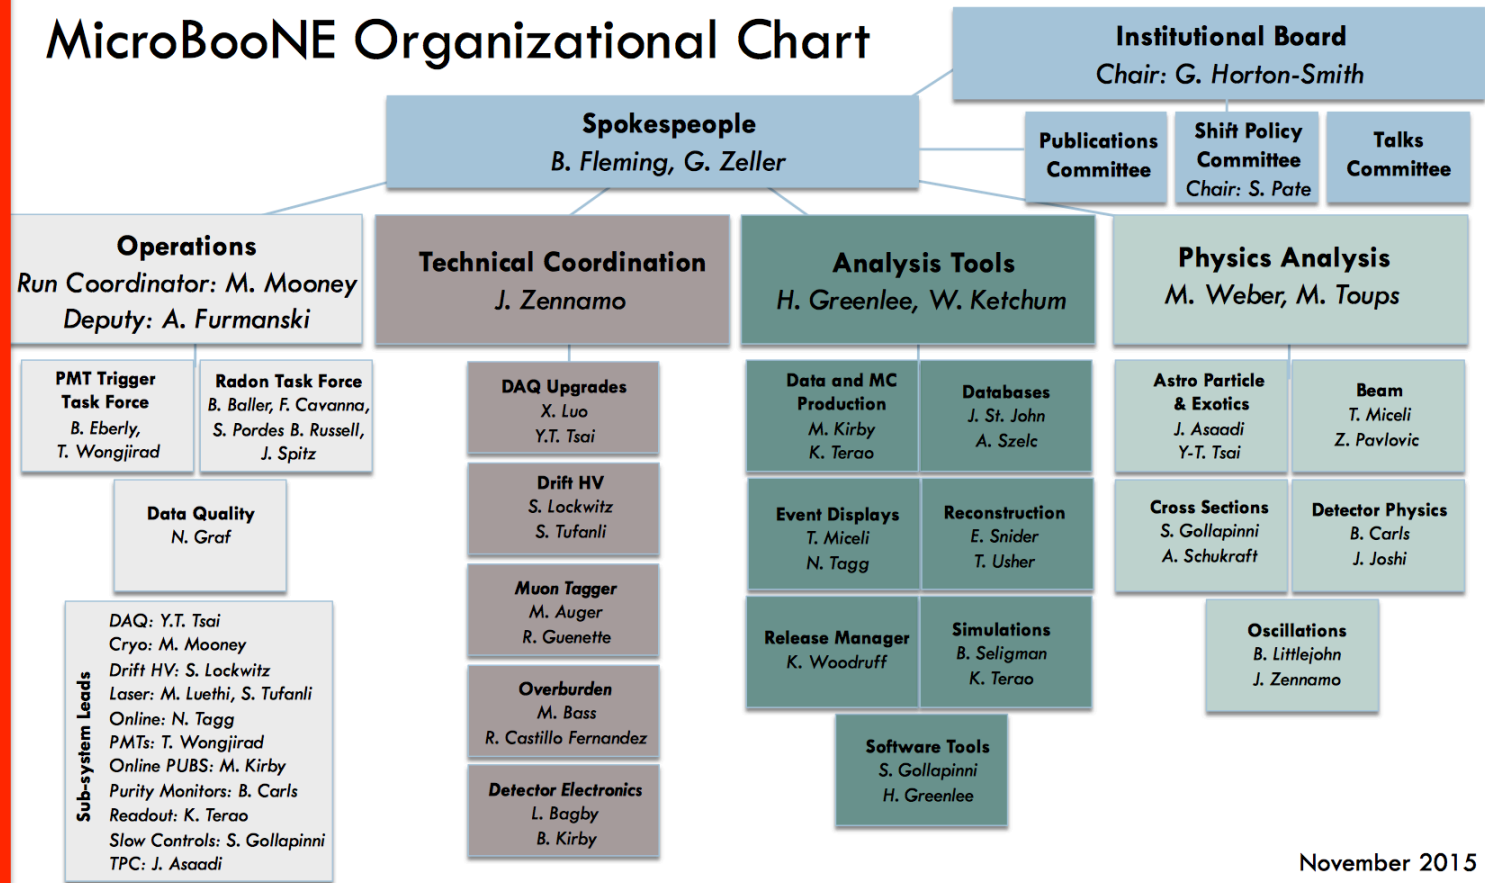 MicroBooNE Organizational Chart
Institutional Board
Chair: G. Horton-Smith
Spokespeople
B. Fleming, G. Zeller
Publications
Committee
Shift Policy
Committee
Chair: S. Pate
Talks
Committee
Operations
Run Coordinator: M. Mooney
Deputy: A. Furmanski
Technical Coordination
J. Zennamo
Analysis Tools
H. Greenlee, W. Ketchum
Physics Analysis
M. Weber, M. Toups
PMT Trigger
Task Force
B. Eberly,
T. Wongjirad
Radon Task Force
B. Baller, F. Cavanna,
S. Pordes B. Russell,
J. Spitz
Data Quality
N. Graf
Sub-system Leads
DAQ: Y.T. Tsai
Cryo: M. Mooney
Drift HV: S. Lockwitz
Laser: M. Luethi, S. Tufanli
Online: N. Tagg
PMTs: T. Wongjirad
Online PUBS: M. Kirby
Purity Monitors: B. Carls
Readout: K. Terao
Slow Controls: S. Gollapinni
TPC: J. Asaadi
DAQ Upgrades
X. Luo
Y.T. Tsai
Drift HV
S. Lockwitz
S. Tufanli
Muon Tagger
M. Auger
R. Guenette
Overburden
M. Bass
R. Castillo Fernandez
Detector Electronics
L. Bagby
B. Kirby
Data and MC
Production
M. Kirby
K. Terao
Databases
J. St. John
A. Szelc
Event Displays
T. Miceli
N. Tagg
Reconstruction
E. Snider
T. Usher
Release Manager
K. Woodruff
Simulations
B. Seligman
K. Terao
Software Tools
S. Gollapinni
H. Greenlee
Astro Particle
& Exotics
J. Asaadi
Y-T. Tsai
Beam
T. Miceli
Z. Pavlovic
Cross Sections
S. Gollapinni
A. Schukraft
Detector Physics
B. Carls
J. Joshi
Oscillations
B. Littlejohn
J. Zennamo
November 2015